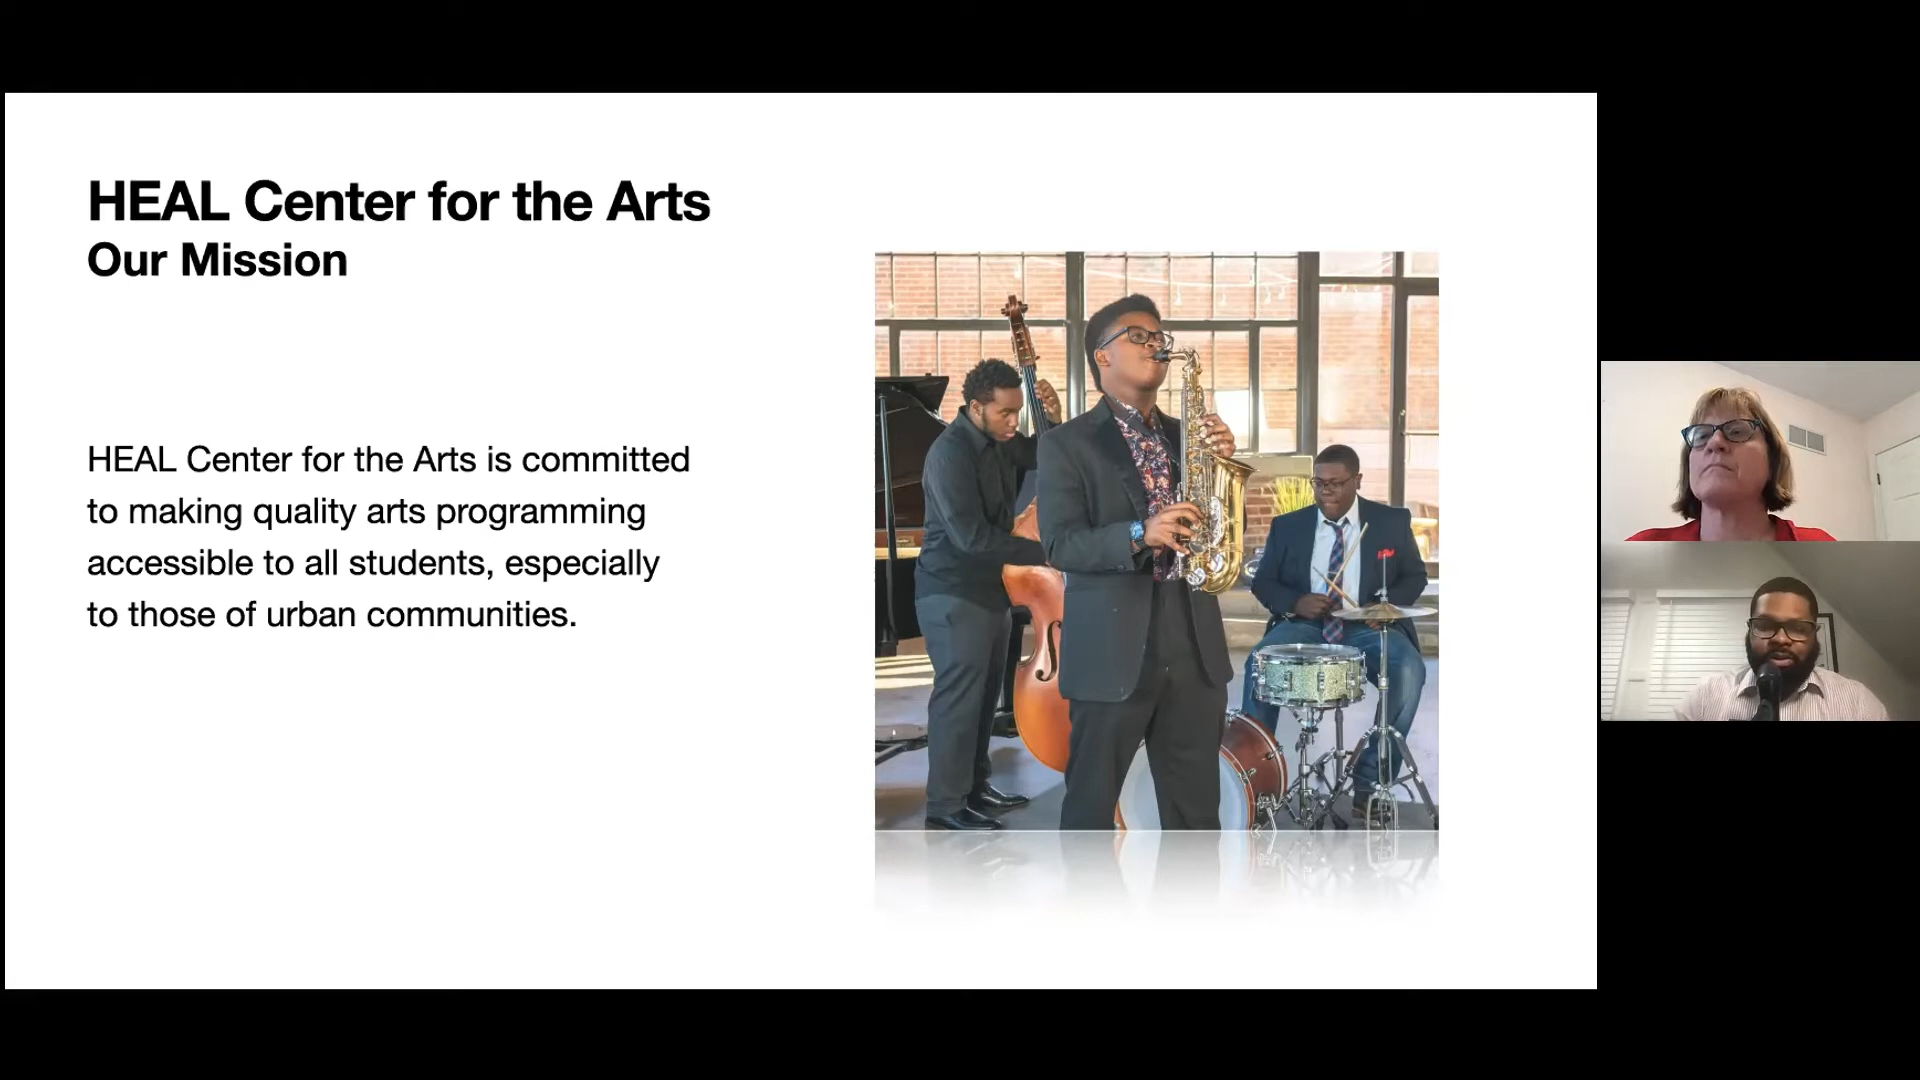 HEAL Center for the Arts
Our Mission
HEAL Center for the Arts is committed
to making quality arts programming
accessible to all students, especially
to those of urban communities.